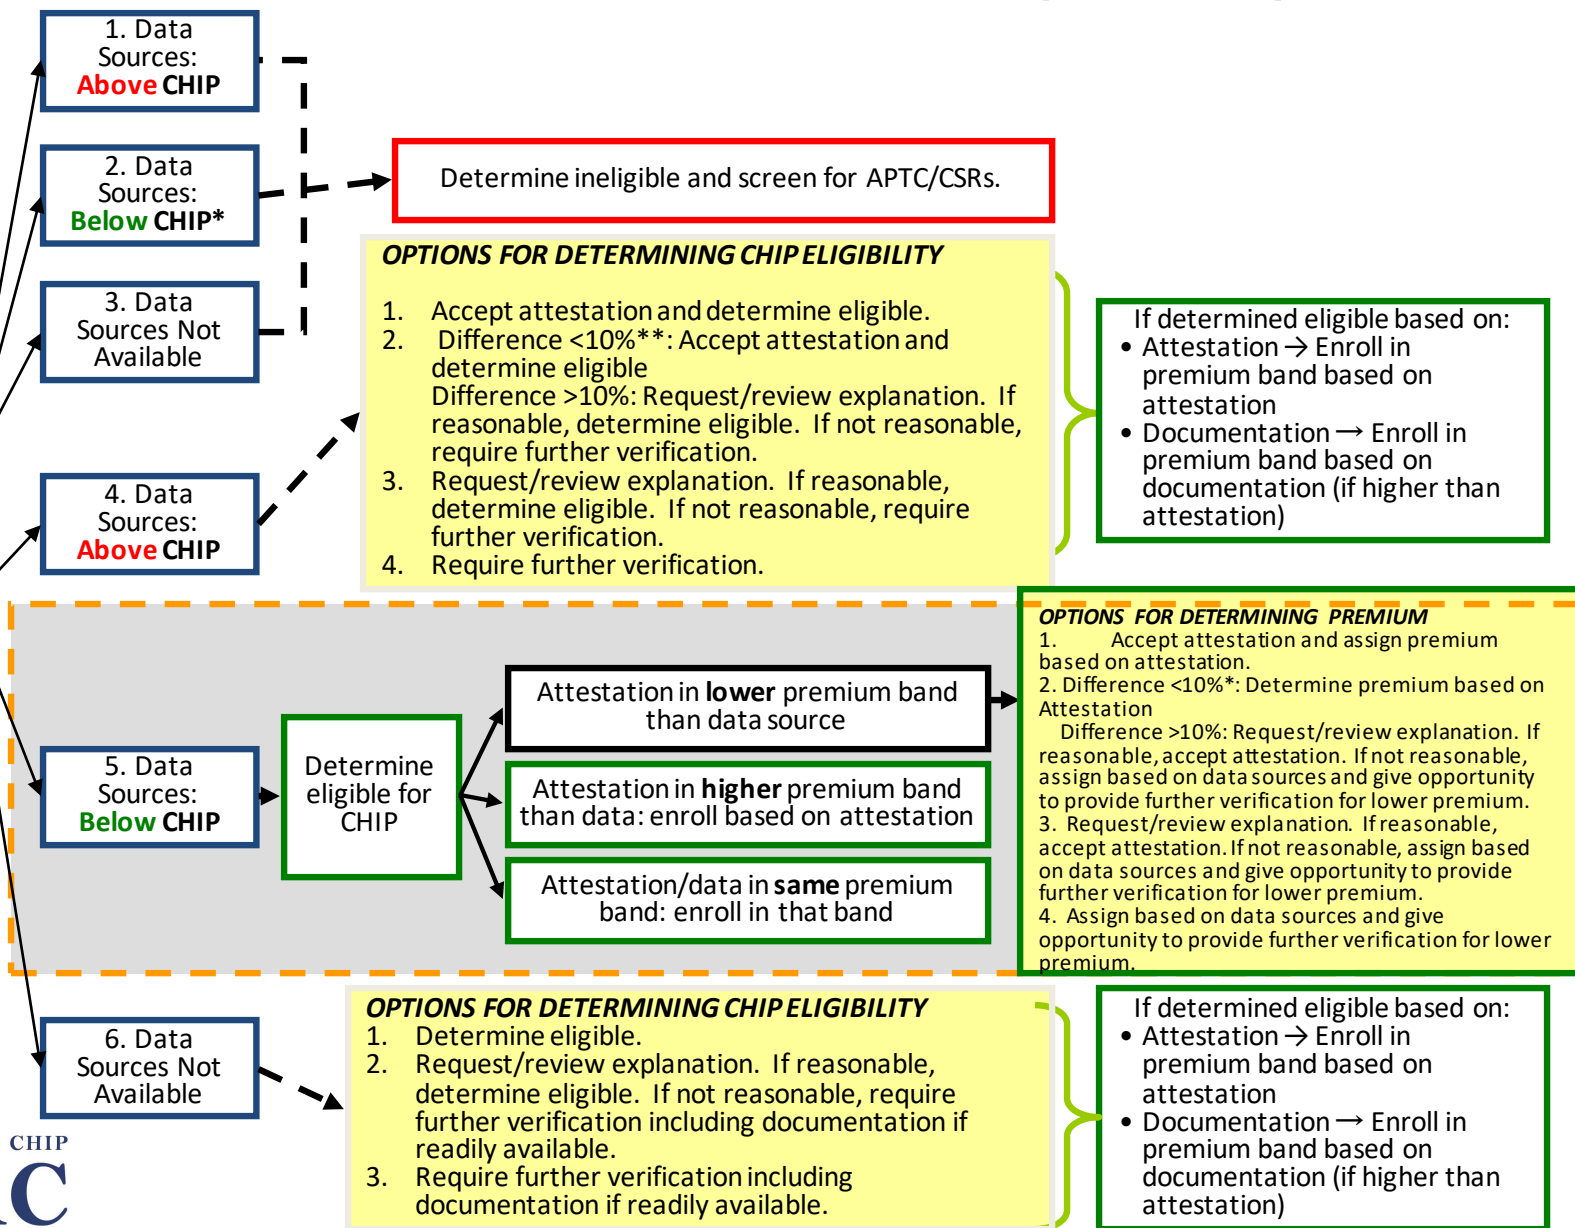 1. Data
Sources:
Above CHIP
2. Data
Sources:
Below CHIP*
3. Data
Sources Not
Available
Determine ineligible and screen for APTC/CSRs.
OPTIONS FOR DETERMINING CHIP ELIGIBILITY
1. Accept attestation and determine eligible.
2. Difference <10%**: Accept attestation and
determine eligible
Difference >10%: Request/review explanation. If
reasonable, determine eligible. If not reasonable,
require further verification.
3. Request/review explanation. If reasonable,
determine eligible. If not reasonable, require
further verification.
4. Require further verification.
If determined eligible based on:
• Attestation → Enroll in
premium band based on
attestation
• Documentation → Enroll in
premium band based on
documentation (if higher than
attestation)
4. Data
Sources:
Above CHIP
5. Data
Sources:
Below CHIP
Determine
eligible for
CHIP
Attestation in lower premium band
than data source
Attestation in higher premium band
than data: enroll based on attestation
Attestation/data in same premium
band: enroll in that band
OPTIONS FOR DETERMINING PREMIUM
1. Accept attestation and assign premium
based on attestation.
2. Difference <10%*: Determine premium based on
Attestation
Difference >10%: Request/review explanation. If
reasonable, accept attestation. If not reasonable,
assign based on data sources and give opportunity
to provide further verification for lower premium.
3. Request/review explanation. If reasonable,
accept attestation. If not reasonable, assign based
on data sources and give opportunity to provide
further verification for lower premium.
4. Assign based on data sources and give
opportunity to provide further verification for lower
premium.
6. Data
Sources Not
Available
OPTIONS FOR DETERMINING CHIP ELIGIBILITY
1. Determine eligible.
2. Request/review explanation. If reasonable,
determine eligible. If not reasonable, require
further verification including documentation if
readily available.
3. Require further verification including
documentation if readily available.
If determined eligible based on:
• Attestation → Enroll in
premium band based on
attestation
• Documentation → Enroll in
premium band based on
documentation (if higher than
attestation)
CHIP
C